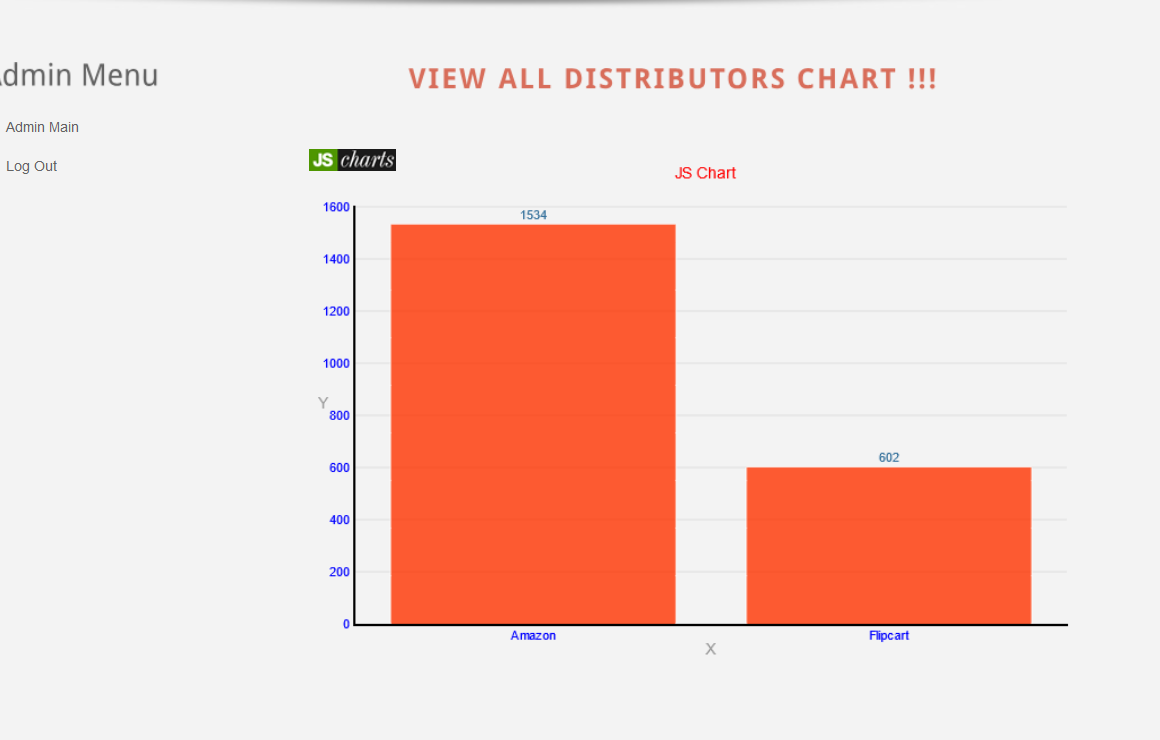 Admin Menu
Admin Main
Log Out
VIEW ALL DISTRIBUTORS CHART !!!
JS charts
JS Chart
1600
1400
1200
1000
800
600
400
200
0
Y
1534
602
Amazon
Flipcart
X